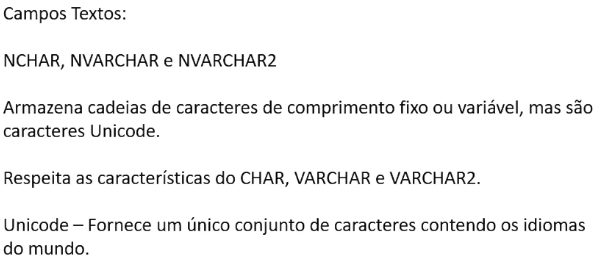 Campos Textos:
NCHAR, NVARCHAR e NVARCHAR2
Armazena cadeias de caracteres de comprimento fixo ou variável, mas são
caracteres Unicode.
Respeita as características do CHAR, VARCHAR e VARCHAR2.
Unicode – Fornece um único conjunto de caracteres contendo os idiomas
do mundo.